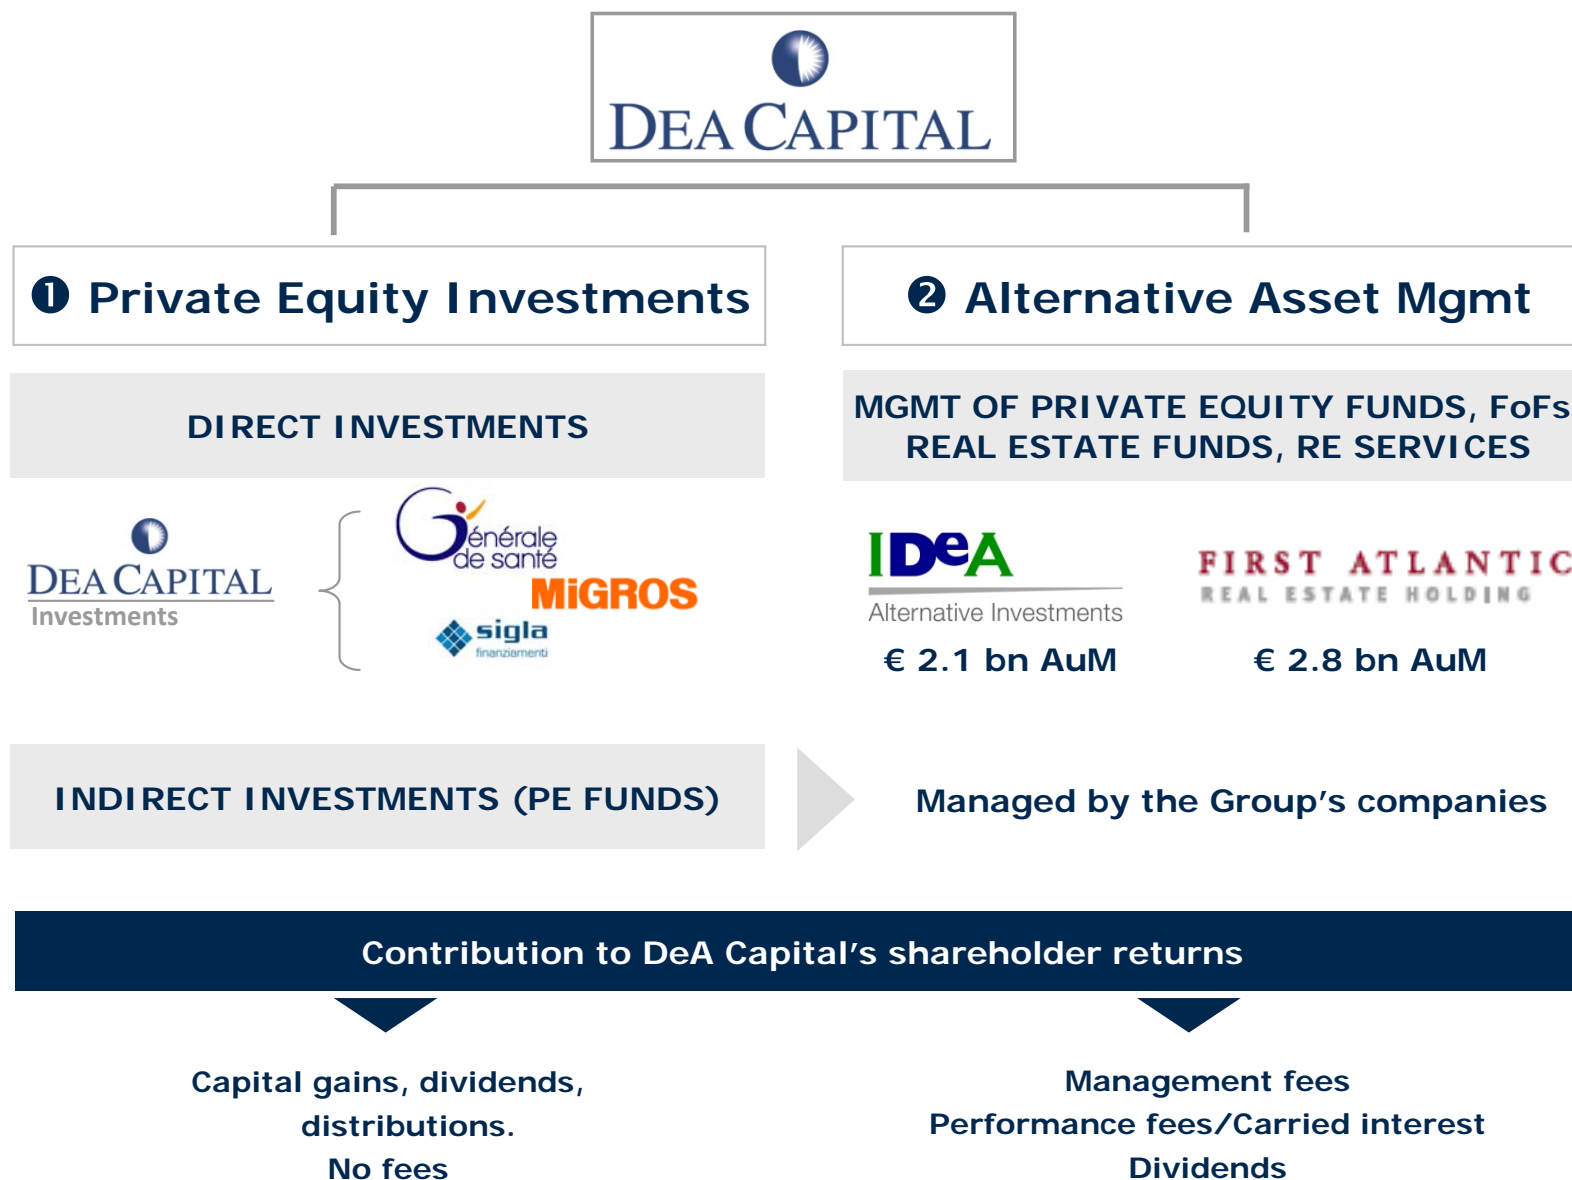 DEA CAPITAL
❶ Private Equity Investments
❷ Alternative Asset Mgmt
DIRECT INVESTMENTS
MGMT OF PRIVATE EQUITY FUNDS, FoFs
REAL ESTATE FUNDS, RE SERVICES
DEA CAPITAL
Investments
Générale
de santé
MiGROS
sigla
finanziamenti
IDeA
Alternative Investments
€ 2.1 bn AuM
FIRST ATLANTIC
REAL ESTATE HOLDING
€ 2.8 bn AuM
INDIRECT INVESTMENTS (PE FUNDS)
Managed by the Group’s companies
Contribution to DeA Capital’s shareholder returns
Capital gains, dividends,
distributions.
No fees
Management fees
Performance fees/Carried interest
Dividends